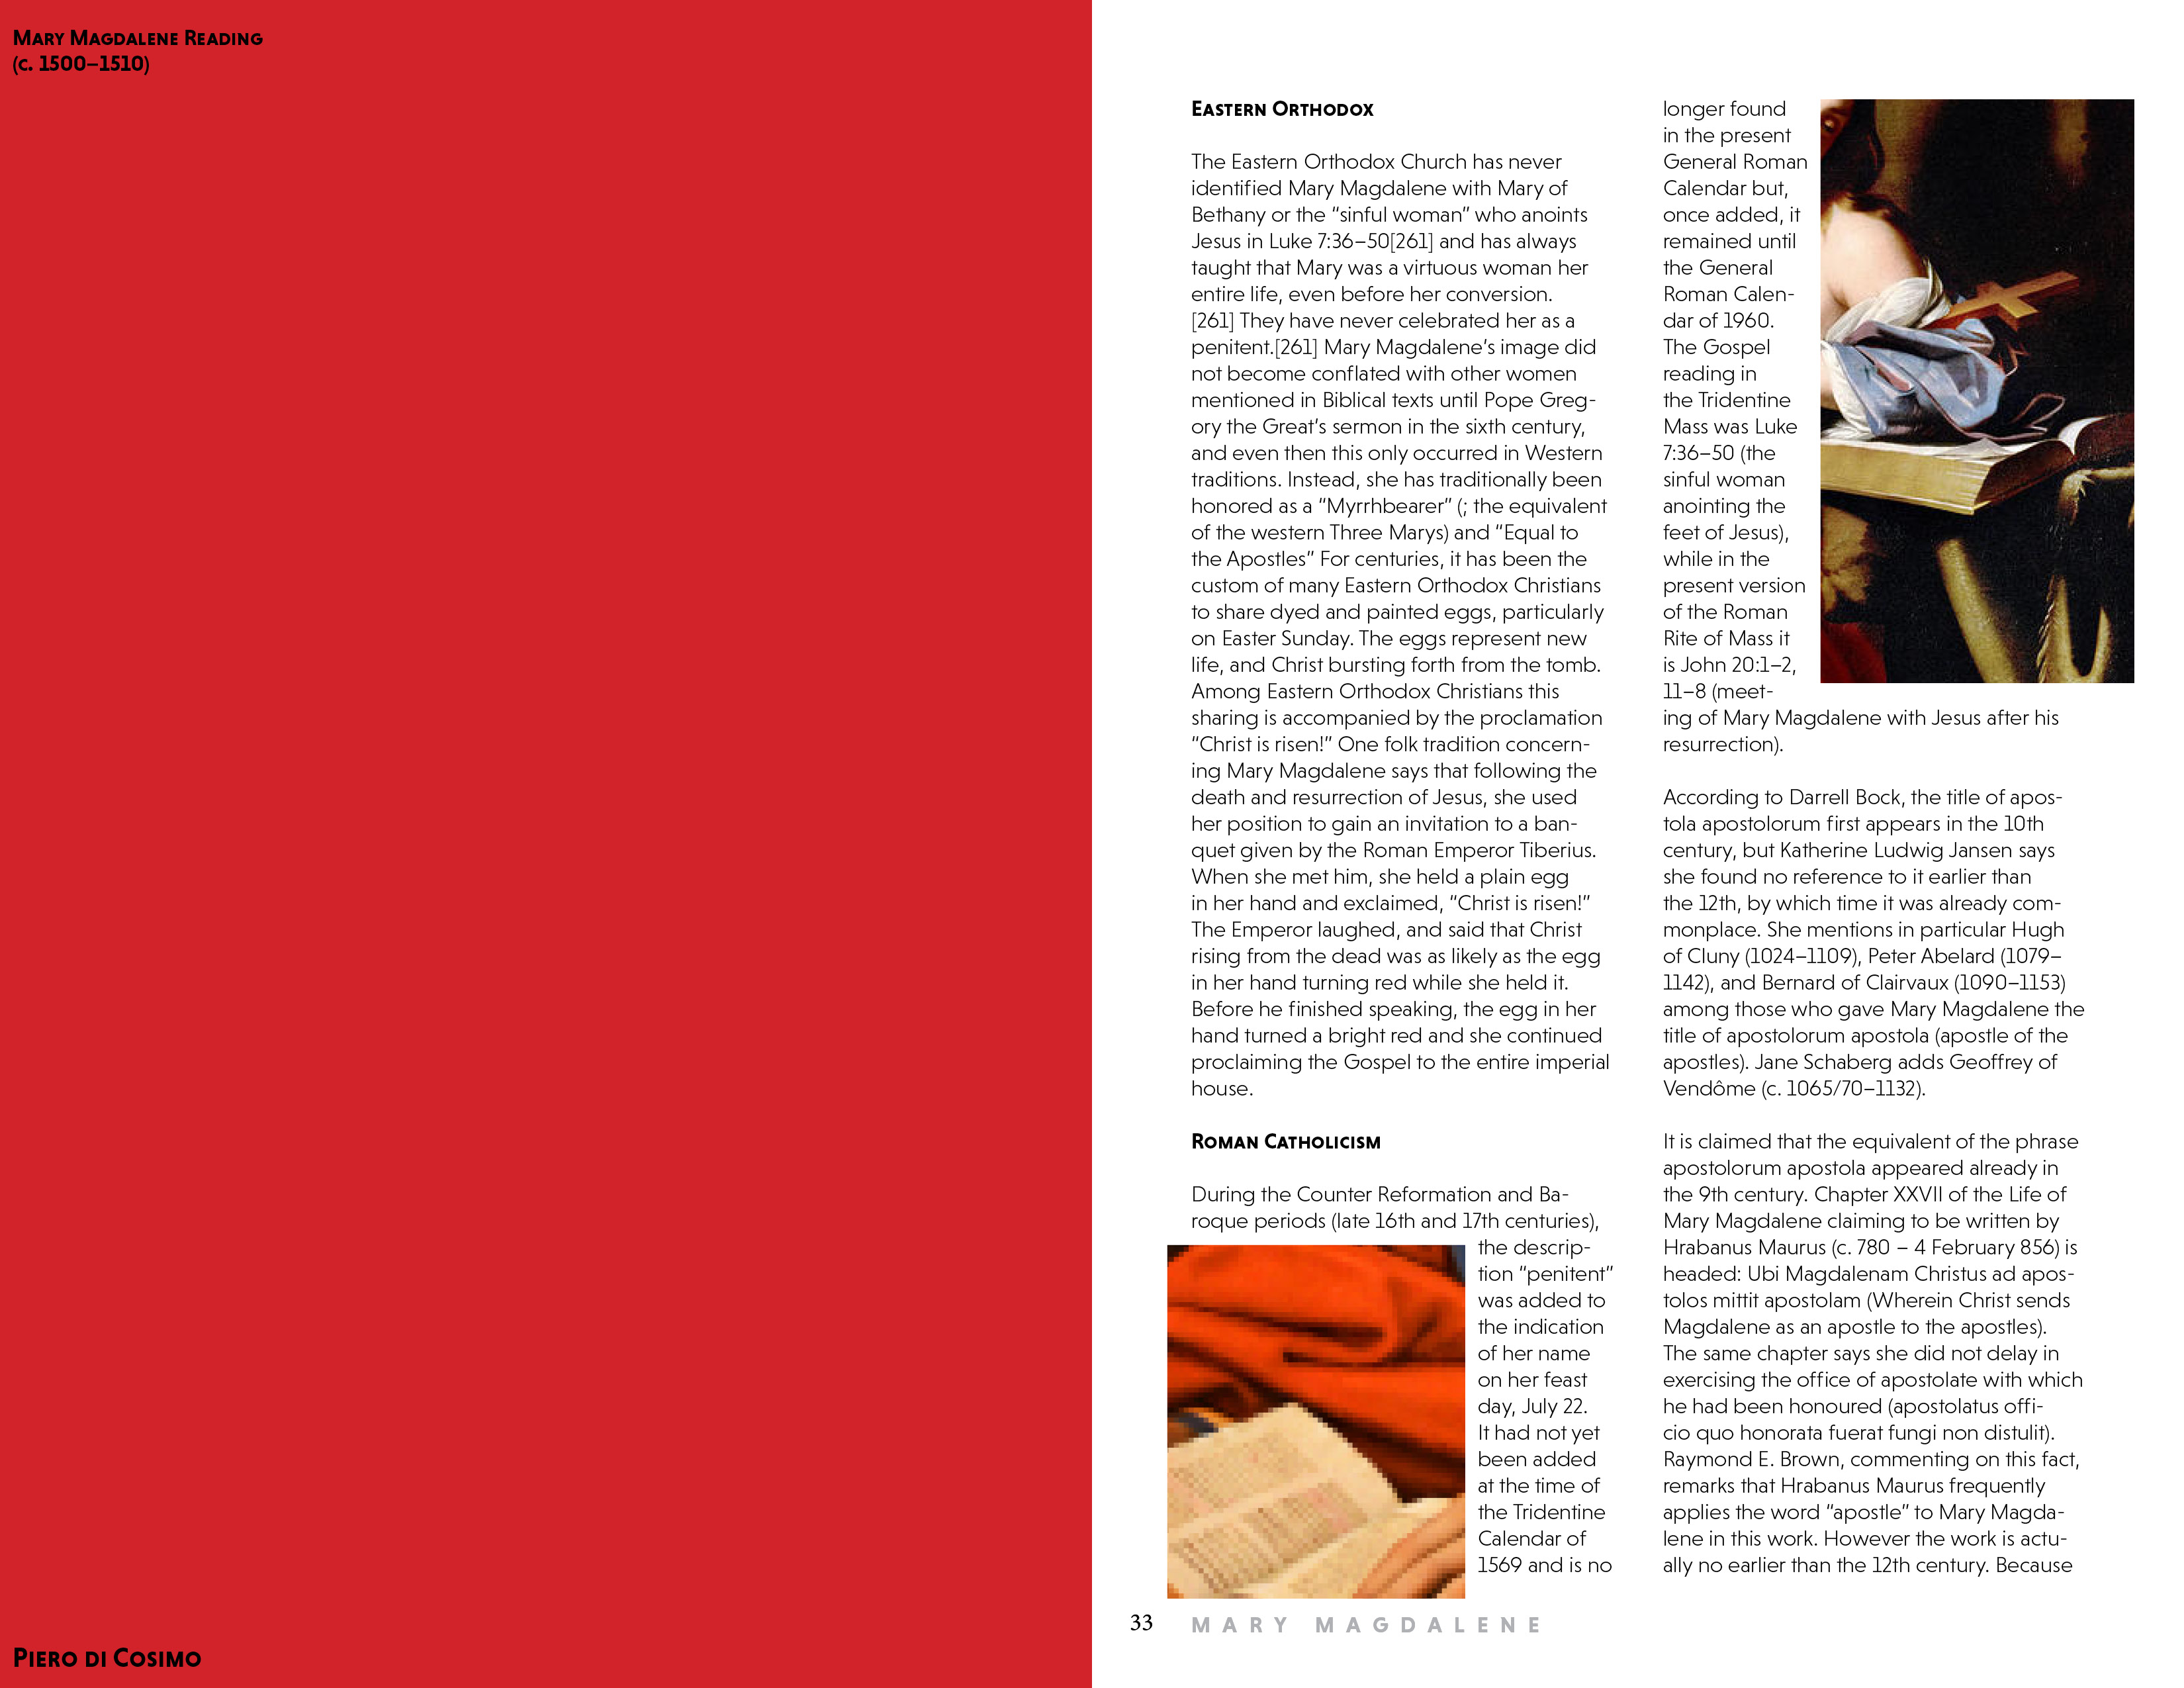 Mary Magdalene Reading
(c. 1500–1510)
Piero di Cosimo
Eastern Orthodox
The Eastern Orthodox Church has never
identified Mary Magdalene with Mary of
Bethany or the “sinful woman” who anoints
Jesus in Luke 7:36–50[261] and has always
taught that Mary was a virtuous woman her
entire life, even before her conversion.
[261] They have never celebrated her as a
penitent.[261] Mary Magdalene’s image did
not become conflated with other women
mentioned in Biblical texts until Pope Greg-
ory the Great’s sermon in the sixth century,
and even then this only occurred in Western
traditions. Instead, she has traditionally been
honored as a “Myrrhbearer” (; the equivalent
of the western Three Marys) and “Equal to
the Apostles” For centuries, it has been the
custom of many Eastern Orthodox Christians
to share dyed and painted eggs, particularly
on Easter Sunday. The eggs represent new
life, and Christ bursting forth from the tomb.
Among Eastern Orthodox Christians this
sharing is accompanied by the proclamation
“Christ is risen!” One folk tradition concern-
ing Mary Magdalene says that following the
death and resurrection of Jesus, she used
her position to gain an invitation to a ban-
quet given by the Roman Emperor Tiberius.
When she met him, she held a plain egg
in her hand and exclaimed, “Christ is risen!”
The Emperor laughed, and said that Christ
rising from the dead was as likely as the egg
in her hand turning red while she held it.
Before he finished speaking, the egg in her
hand turned a bright red and she continued
proclaiming the Gospel to the entire imperial
house.
Roman Catholicism
During the Counter Reformation and Ba-
roque periods (late 16th and 17th centuries),
the descrip-
tion “penitent”
was added to
the indication
of her name
on her feast
day, July 22.
It had not yet
been added
at the time of
the Tridentine
Calendar of
1569 and is no
longer found
in the present
General Roman
Calendar but,
once added, it
remained until
the General
Roman Calen-
dar of 1960.
The Gospel
reading in
the Tridentine
Mass was Luke
7:36–50 (the
sinful woman
anointing the
feet of Jesus),
while in the
present version
of the Roman
Rite of Mass it
is John 20:1–2,
11–8 (meet-
ing of Mary Magdalene with Jesus after his
resurrection).
According to Darrell Bock, the title of apos-
tola apostolorum first appears in the 10th
century, but Katherine Ludwig Jansen says
she found no reference to it earlier than
the 12th, by which time it was already com-
monplace. She mentions in particular Hugh
of Cluny (1024–1109), Peter Abelard (1079–
1142), and Bernard of Clairvaux (1090–1153)
among those who gave Mary Magdalene the
title of apostolorum apostola (apostle of the
apostles). Jane Schaberg adds Geoffrey of
Vendôme (c. 1065/70–1132).
It is claimed that the equivalent of the phrase
apostolorum apostola appeared already in
the 9th century. Chapter XXVII of the Life of
Mary Magdalene claiming to be written by
Hrabanus Maurus (c. 780 – 4 February 856) is
headed: Ubi Magdalenam Christus ad apos-
tolos mittit apostolam (Wherein Christ sends
Magdalene as an apostle to the apostles).
The same chapter says she did not delay in
exercising the office of apostolate with which
he had been honoured (apostolatus offi-
cio quo honorata fuerat fungi non distulit).
Raymond E. Brown, commenting on this fact,
remarks that Hrabanus Maurus frequently
applies the word “apostle” to Mary Magda-
lene in this work. However the work is actu-
ally no earlier than the 12th century. Because
33 MARY MAGDALENE